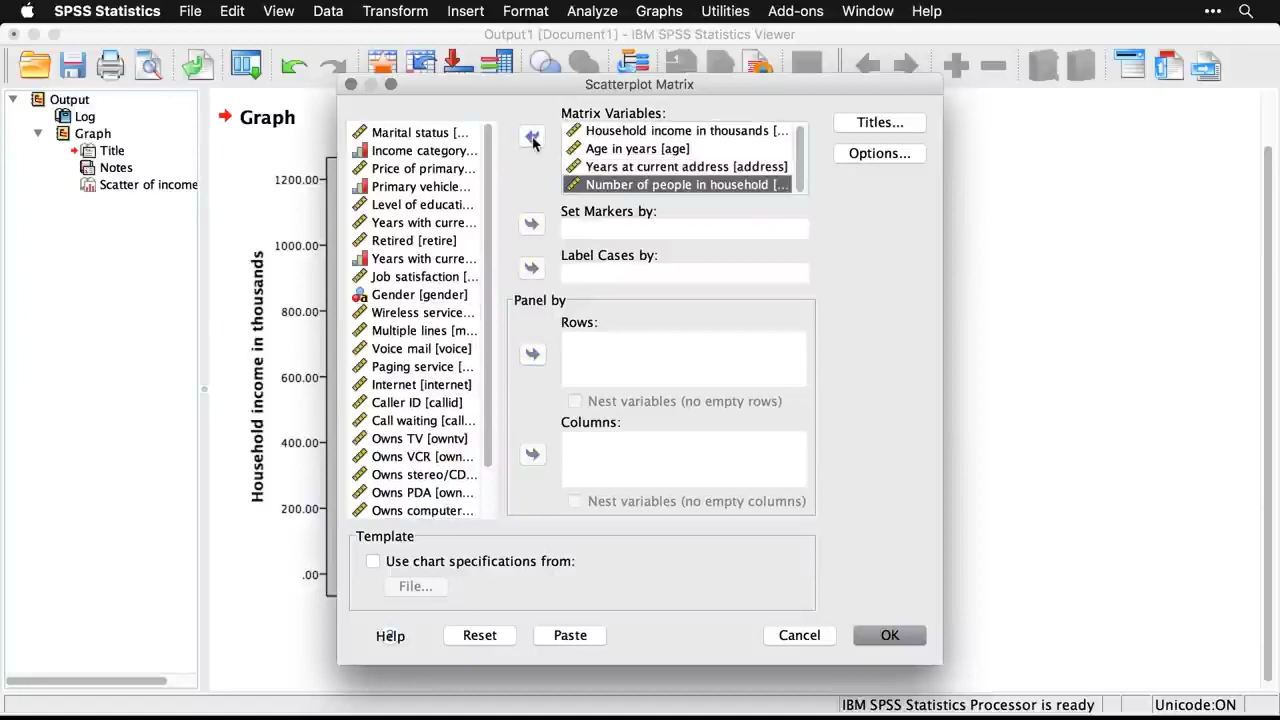 SPSS Statistics File Edit View Data Transform Insert Format Analyze Graphs Utilities Add-ons Window Help
Output1 [Document1] - IBM SPSS Statistics Viewer
Output
Log
Graph
Title
Notes
Scatter of income
Graph
1200.00
1000.00
800.00
600.00
400.00
200.00
.00
Household income in thousands
Scatterplot Matrix
Marital status [...
Income category...
Price of primary...
Primary vehicle...
Level of educati...
Years with curre...
Retired [retire]
Years with curre...
Job satisfaction [...
Gender [gender]
Wireless service...
Multiple lines [m...
Voice mail [voice]
Paging service [...
Internet [internet]
Caller ID [callid]
Call waiting [call...
Owns TV [owntv]
Owns VCR [own...
Owns stereo/CD...
Owns PDA [own...
Owns computer...
Matrix Variables:
Household income in thousands [...
Age in years [age]
Years at current address [address]
Number of people in household [...
Set Markers by:
Label Cases by:
Panel by
Rows:
Nest variables (no empty rows)
Columns:
Nest variables (no empty columns)
Titles...
Options...
Template
Use chart specifications from:
File...
Help
Reset
Paste
Cancel
OK
IBM SPSS Statistics Processor is ready
Unicode:ON